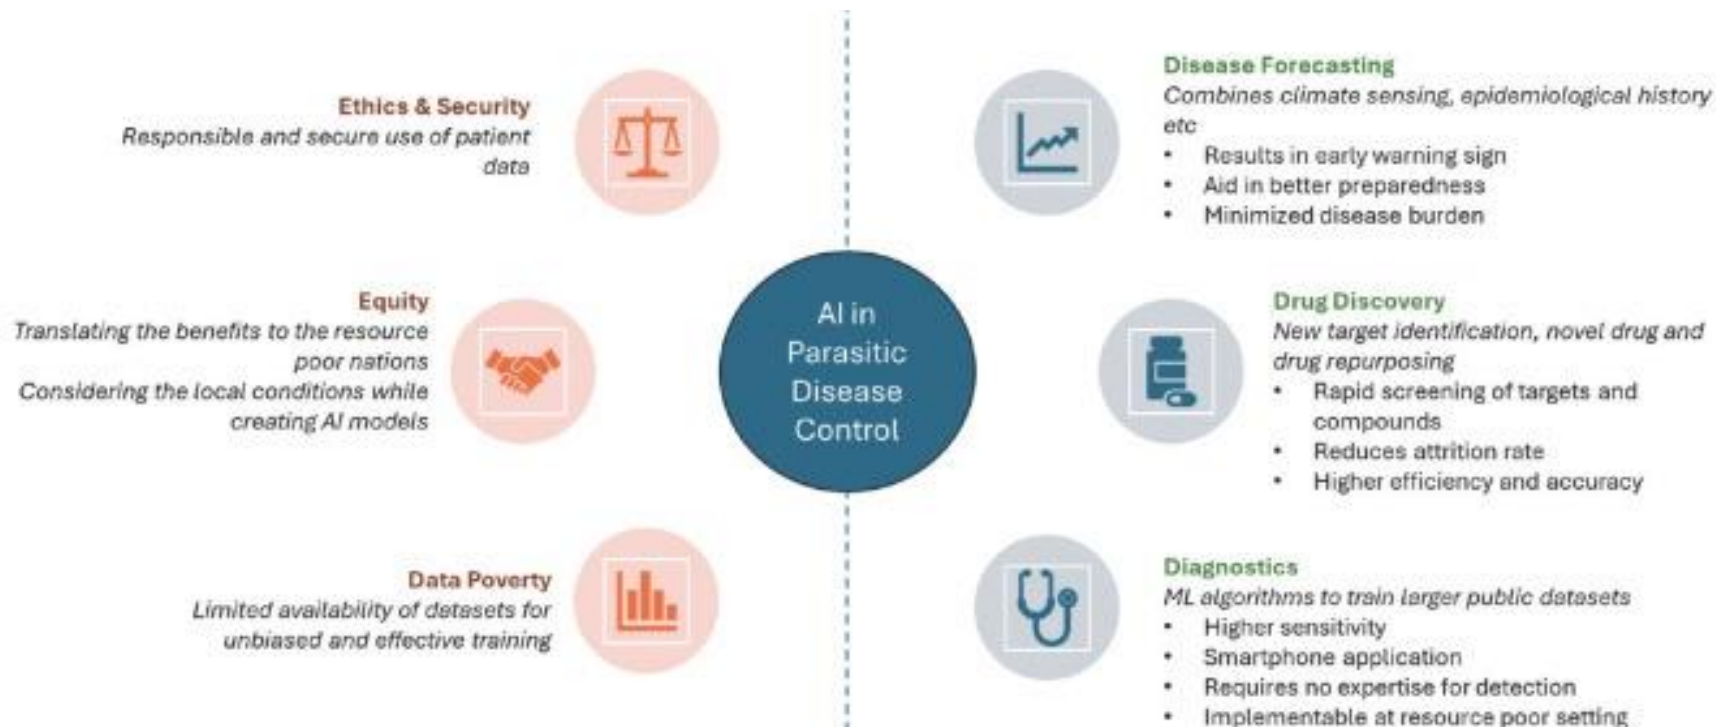 Ethics & Security
Responsible and secure use of patient
data
Equity
Translating the benefits to the resource
poor nations
Considering the local conditions while
creating AI models
Data Poverty
Limited availability of datasets for
unbiased and effective training
AI in
Parasitic
Disease
Control
Disease Forecasting
Combines climate sensing, epidemiological history
etc
• Results in early warning sign
• Aid in better preparedness
• Minimized disease burden
Drug Discovery
New target identification, novel drug and
drug repurposing
• Rapid screening of targets and
compounds
• Reduces attrition rate
• Higher efficiency and accuracy
Diagnostics
ML algorithms to train larger public datasets
• Higher sensitivity
• Smartphone application
• Requires no expertise for detection
• Implementable at resource poor setting